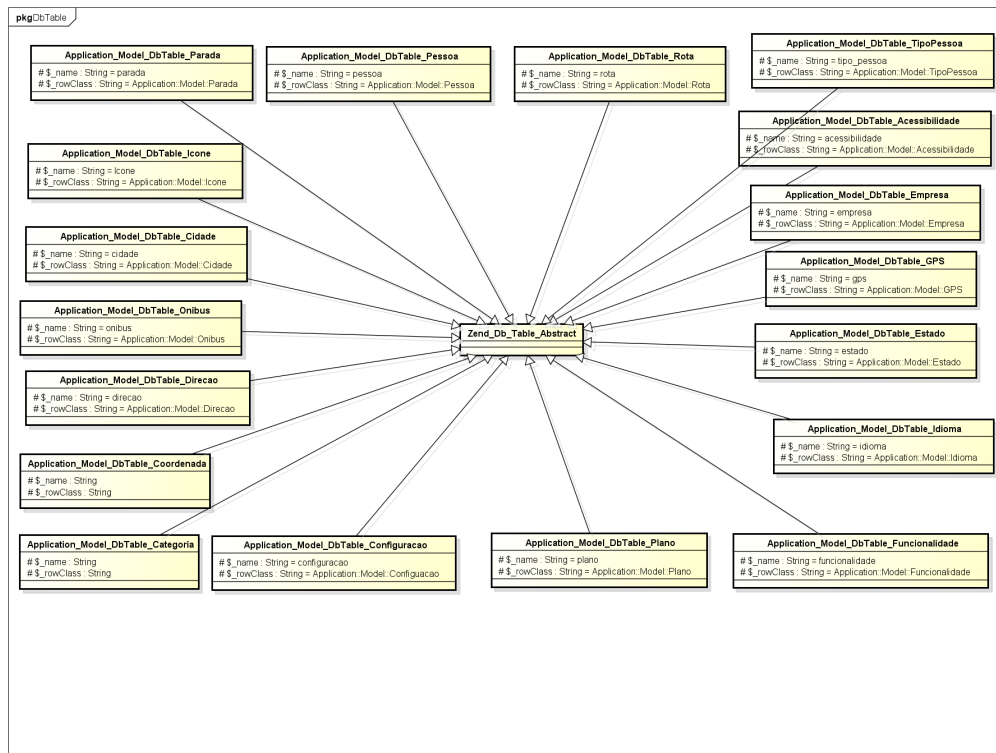 pkg DbTable
Application_Model_DbTable_Parada
# $_name : String = parada
# $_rowClass : String = Application::Model::Parada
Application_Model_DbTable_Pessoa
# $_name : String = pessoa
# $_rowClass : String = Application::Model::Pessoa
Application_Model_DbTable_Rota
# $_name : String = rota
# $_rowClass : String = Application::Model::Rota
Application_Model_DbTable_TipoPessoa
# $_name : String = tipo_pessoa
# $_rowClass : String = Application::Model::TipoPessoa
Application_Model_DbTable_Acessibilidade
# $_name : String = acessibilidade
# $_rowClass : String = Application::Model::Acessibilidade
Application_Model_DbTable_Icone
# $_name : String = Icone
# $_rowClass : String = Application::Model::Icone
Application_Model_DbTable_Empresa
# $_name : String = empresa
# $_rowClass : String = Application::Model::Empresa
Application_Model_DbTable_Cidade
# $_name : String = cidade
# $_rowClass : String = Application::Model::Cidade
Application_Model_DbTable_GPS
# $_name : String = gps
# $_rowClass : String = Application::Model::GPS
Application_Model_DbTable_Onibus
# $_name : String = onibus
# $_rowClass : String = Application::Model::Onibus
Zend_Db_Table_Abstract
Application_Model_DbTable_Estado
# $_name : String = estado
# $_rowClass : String = Application::Model::Estado
Application_Model_DbTable_Direcao
# $_name : String = direcao
# $_rowClass : String = Application::Model::Direcao
Application_Model_DbTable_Idioma
# $_name : String = idioma
# $_rowClass : String = Application::Model::Idioma
Application_Model_DbTable_Coordenada
# $_name : String
# $_rowClass : String
Application_Model_DbTable_Categoria
# $_name : String
# $_rowClass : String
Application_Model_DbTable_Configuracao
# $_name : String = configuracao
# $_rowClass : String = Application::Model::Configuacao
Application_Model_DbTable_Plano
# $_name : String = plano
# $_rowClass : String = Application::Model::Plano
Application_Model_DbTable_Funcionalidade
# $_name : String = funcionalidade
# $_rowClass : String = Application::Model::Funcionalidade